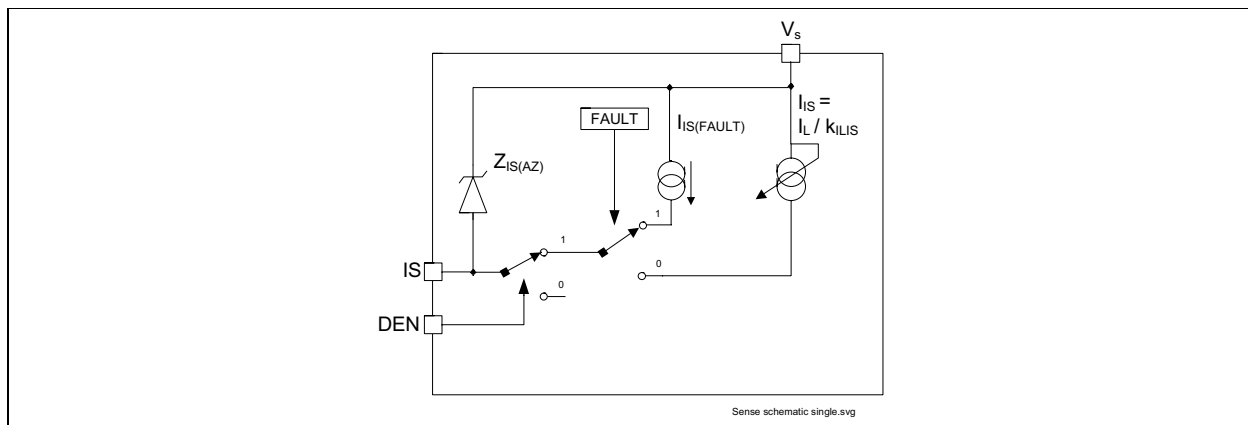 Vs
IIS =
IL / kILIS
FAULT
IIS(FAULT)
ZIS(AZ)
1
1
0
IS
0
DEN
Sense schematic single.svg